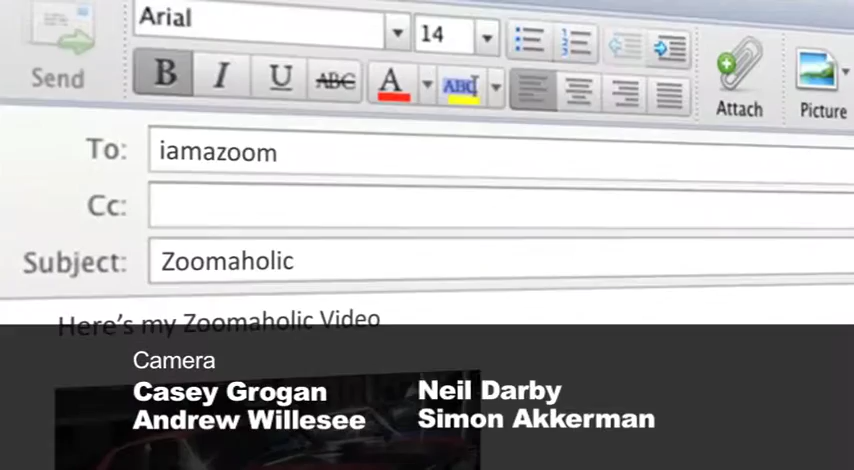 Arial
14
Send
B I U ABC A ABC
Attach
Picture
To: iamazoom
Cc:
Subject: Zoomaholic
Here's my Zoomaholic Video
Camera
Casey Grogan Neil Darby
Andrew Willesee Simon Akkerman